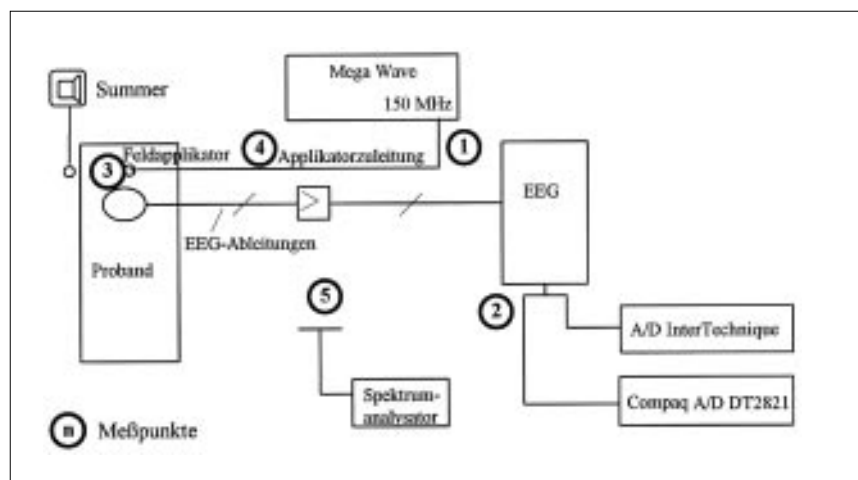 Mega Wave
150 MHz
Summer
Feldapplikator
4
Applikatorzuleitung
1
3
EEG
EEG-Ableitungen
Proband
5
2
A/D InterTechnique
Spektrum-
analysator
Compaq A/D DT2821
n Meßpunkte